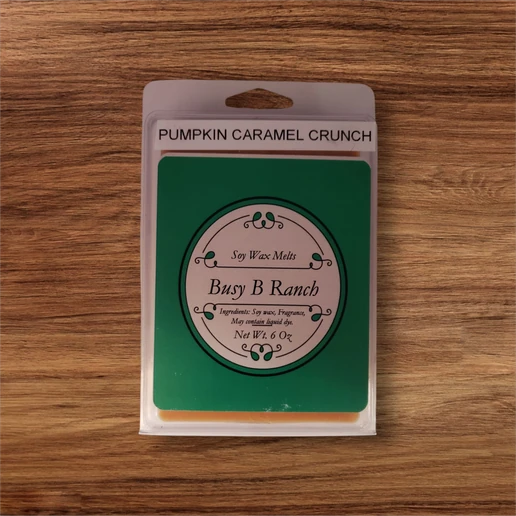 PUMPKIN CARAMEL CRUNCH
Soy Wax Melts
Busy B Ranch
Ingredients: Soy wax, Fragrance,
May contain liquid dye.
Net Wt. 6 Oz